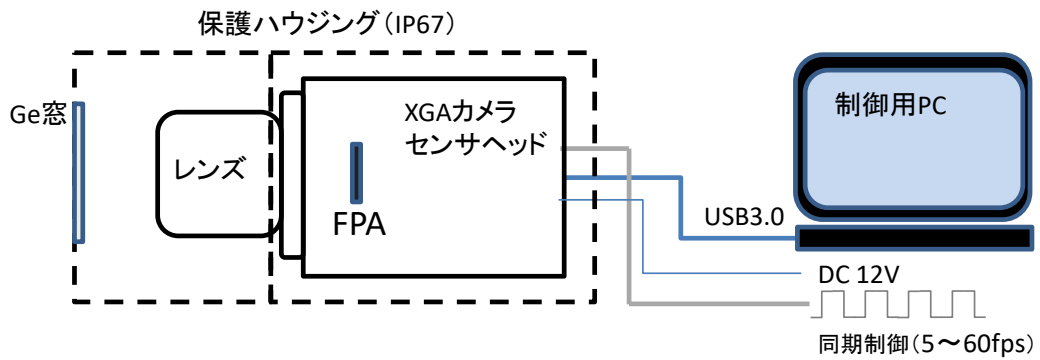 保護ハウジング(IP67)
Ge窓
レンズ
XGAカメラ
センサヘッド
FPA
制御用PC
USB3.0
DC 12V
同期制御(5~60fps)